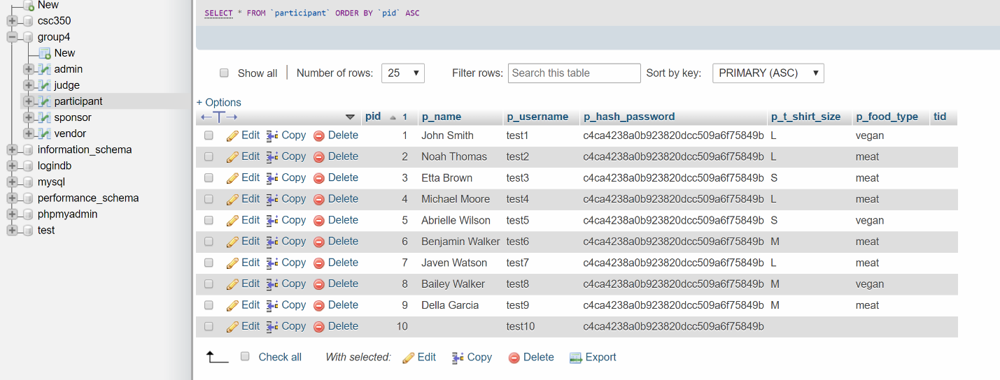 New
csc350
group4
New
admin
judge
participant
sponsor
vendor
information_schema
logindb
mysql
performance_schema
phpmyadmin
test
SELECT * FROM `participant` ORDER BY `pid` ASC
Show all Number of rows: 25 Filter rows: Search this table Sort by key: PRIMARY (ASC)
+ Options
←T→ pid 1 p_name p_username p_hash_password p_t_shirt_size p_food_type tid
Edit Copy Delete 1 John Smith test1 c4ca4238a0b923820dcc509a6f75849b L vegan
Edit Copy Delete 2 Noah Thomas test2 c4ca4238a0b923820dcc509a6f75849b L meat
Edit Copy Delete 3 Etta Brown test3 c4ca4238a0b923820dcc509a6f75849b S meat
Edit Copy Delete 4 Michael Moore test4 c4ca4238a0b923820dcc509a6f75849b L meat
Edit Copy Delete 5 Abrielle Wilson test5 c4ca4238a0b923820dcc509a6f75849b S vegan
Edit Copy Delete 6 Benjamin Walker test6 c4ca4238a0b923820dcc509a6f75849b M meat
Edit Copy Delete 7 Javen Watson test7 c4ca4238a0b923820dcc509a6f75849b L meat
Edit Copy Delete 8 Bailey Walker test8 c4ca4238a0b923820dcc509a6f75849b M vegan
Edit Copy Delete 9 Della Garcia test9 c4ca4238a0b923820dcc509a6f75849b M meat
Edit Copy Delete 10 test10 c4ca4238a0b923820dcc509a6f75849b
Check all With selected: Edit Copy Delete Export